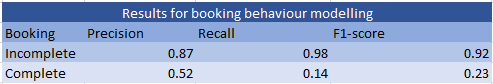 Results for booking behaviour modelling
Booking Precision Recall F1-score
Incomplete 0.87 0.98 0.92
Complete 0.52 0.14 0.23